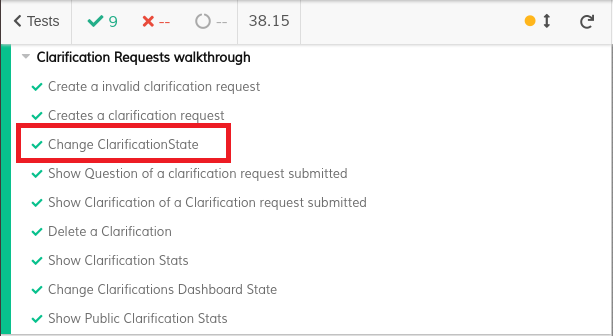 Tests 9 -- -- 38.15
Clarification Requests walkthrough
Create a invalid clarification request
Creates a clarification request
Change ClarificationState
Show Question of a clarification request submitted
Show Clarification of a Clarification request submitted
Delete a Clarification
Show Clarification Stats
Change Clarifications Dashboard State
Show Public Clarification Stats